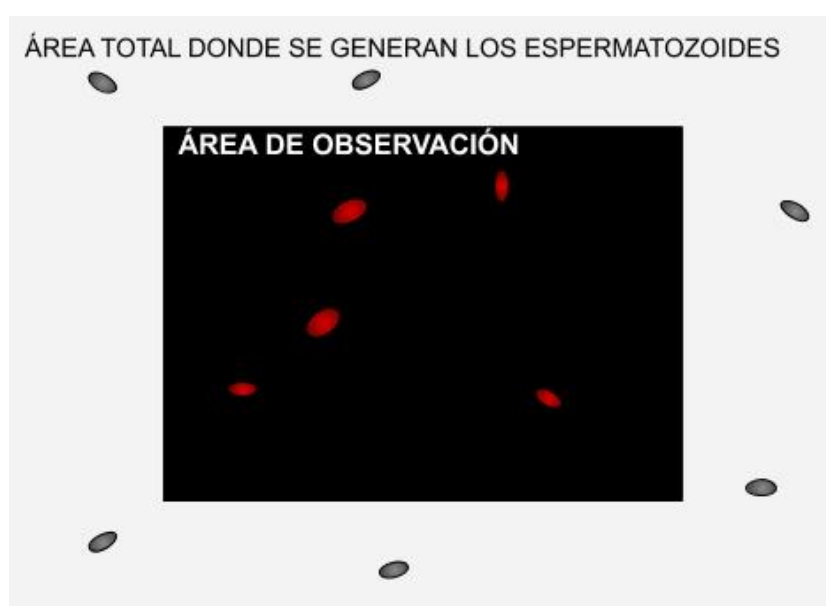 ÁREA TOTAL DONDE SE GENERAN LOS ESPERMATOZOIDES
ÁREA DE OBSERVACIÓN